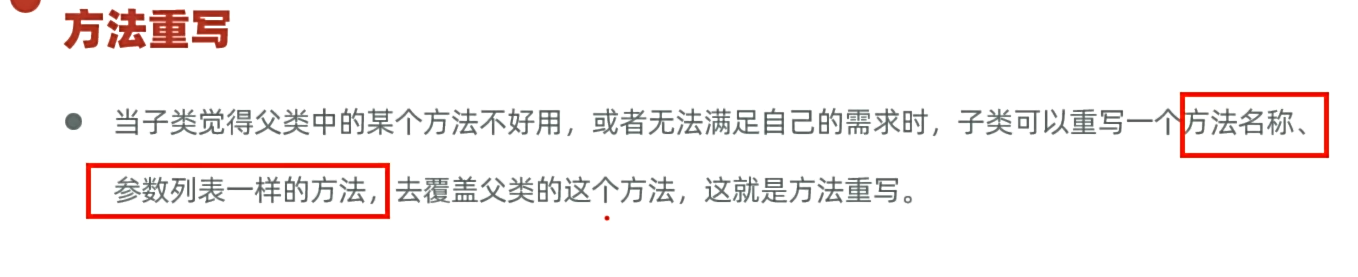 方法重写
当子类觉得父类中的某个方法不好用，或者无法满足自己的需求时，子类可以重写一个方法名称、
参数列表一样的方法，去覆盖父类的这个方法，这就是方法重写。